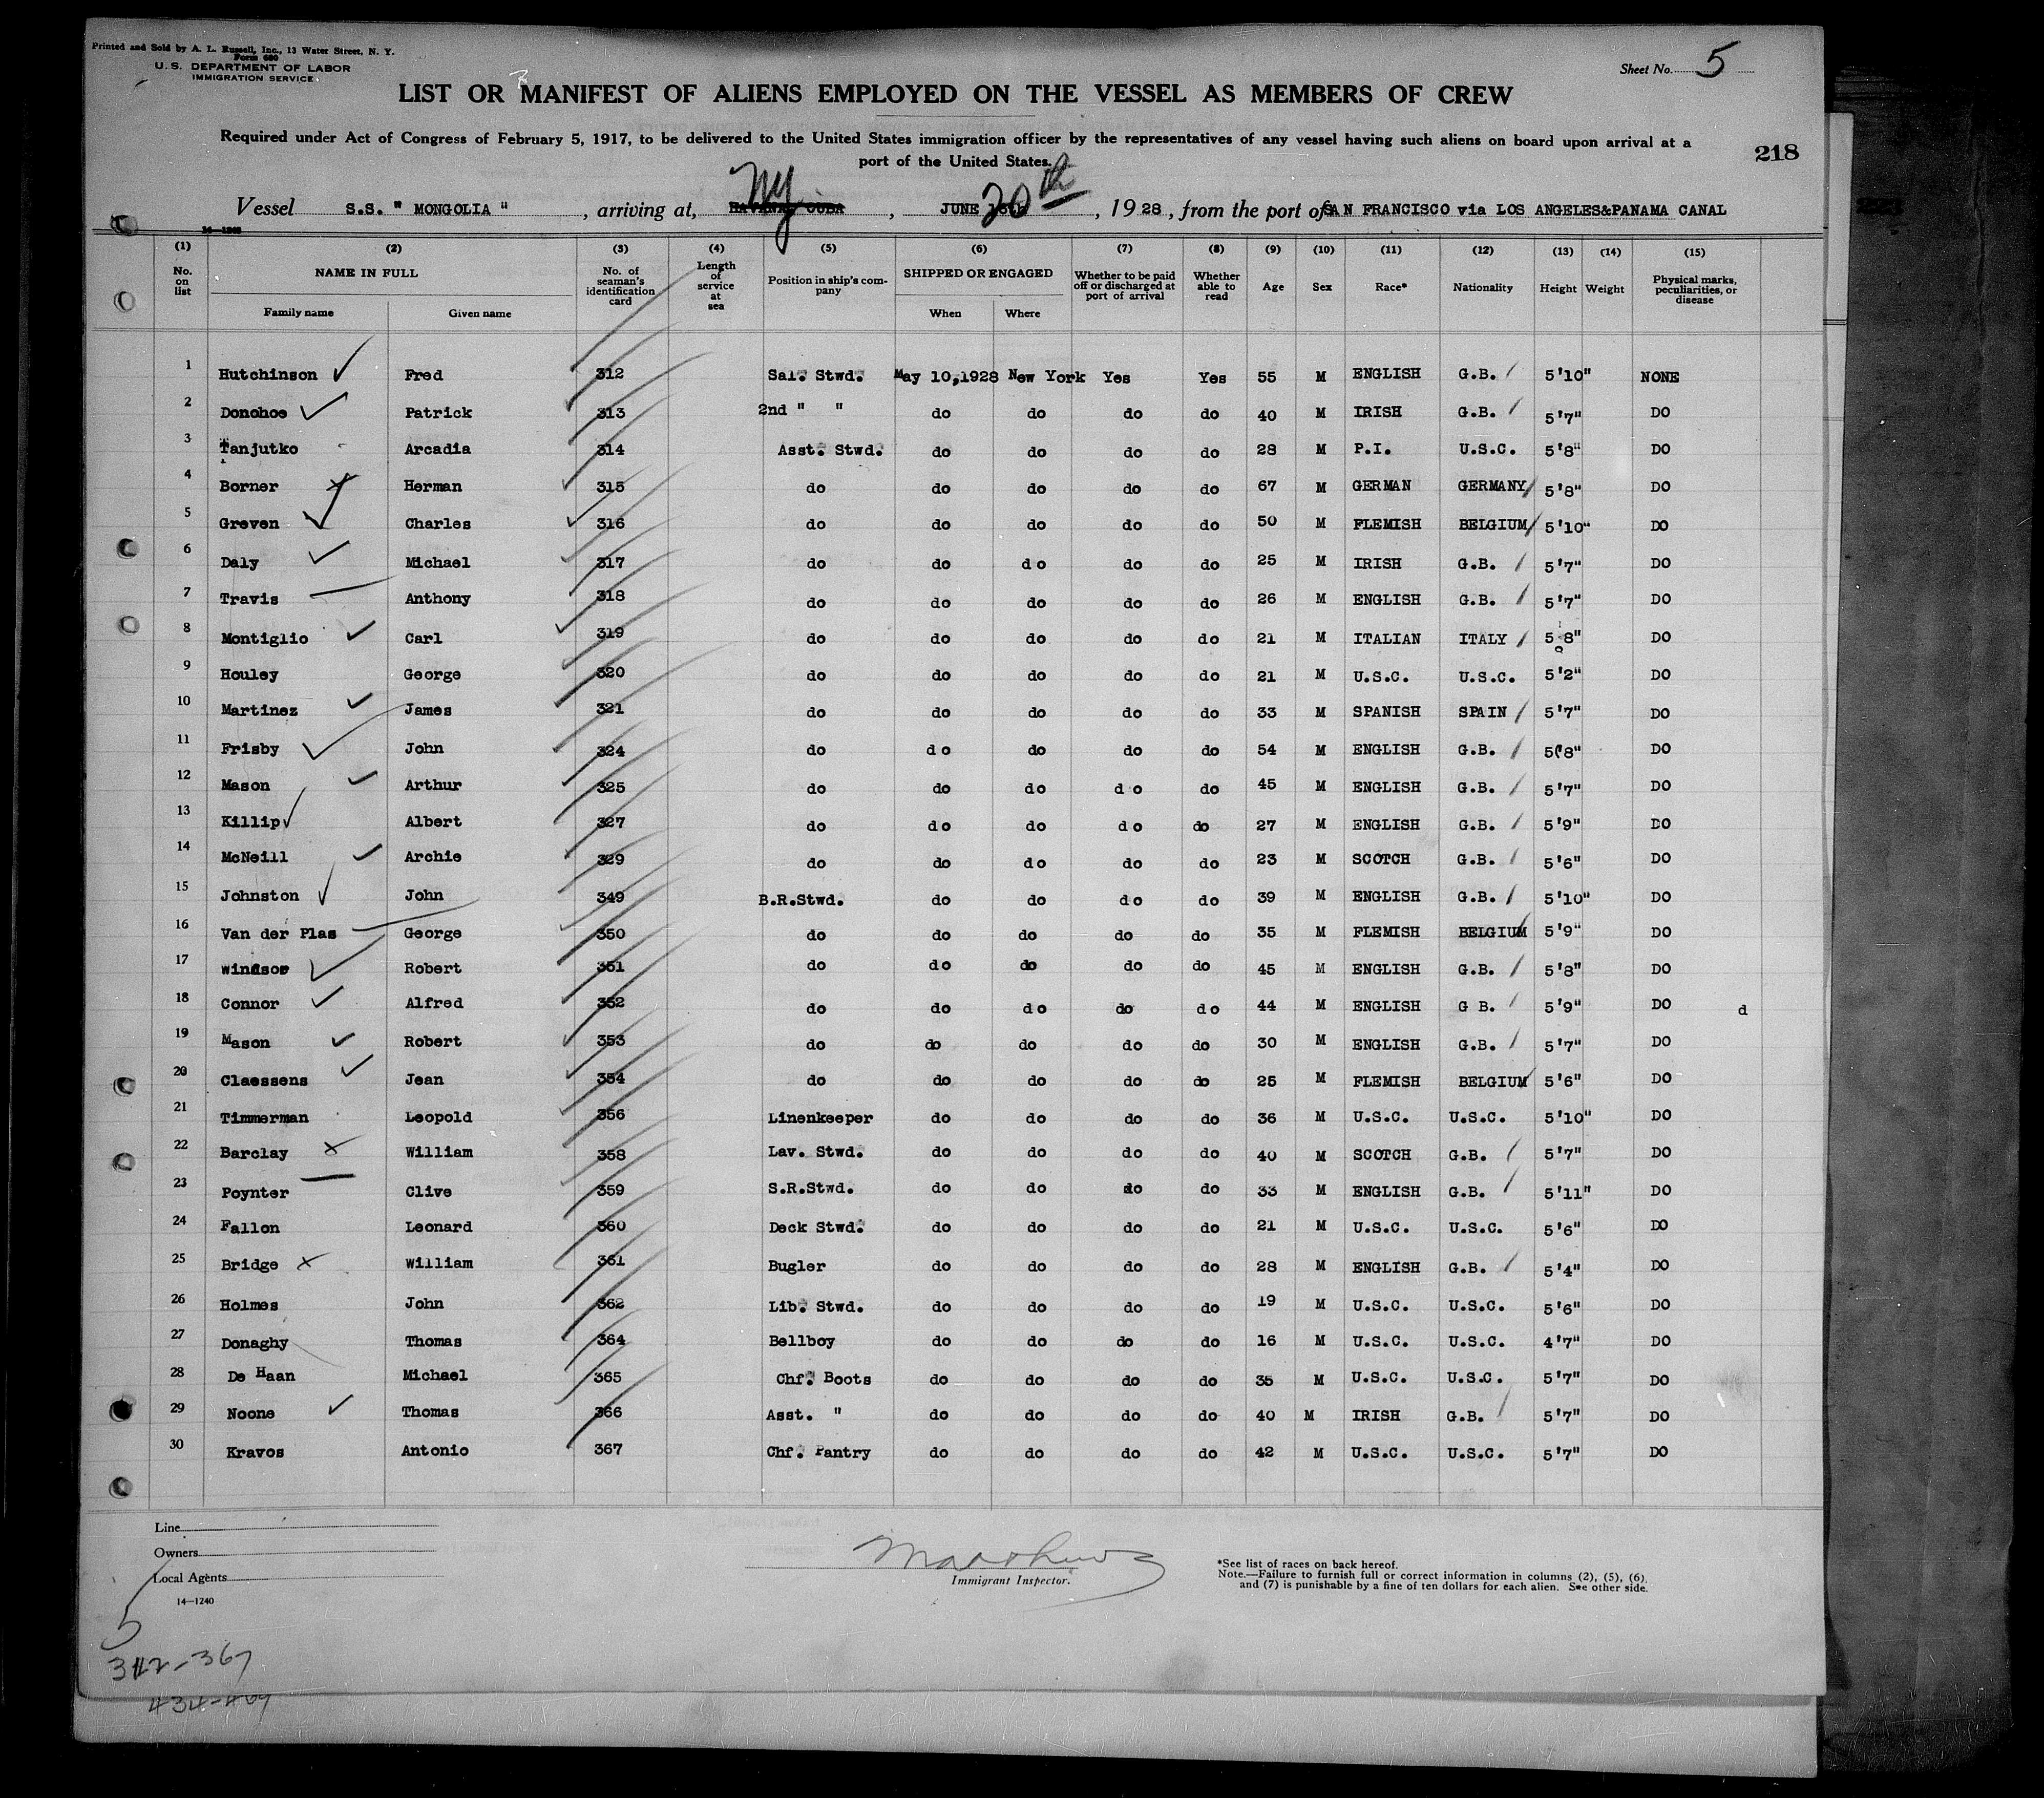 Printed and Sold by A. L. Russell, Inc., 13 Water Street, N. Y.
Form 680
U. S. DEPARTMENT OF LABOR
IMMIGRATION SERVICE
Sheet No. 5
LIST OR MANIFEST OF ALIENS EMPLOYED ON THE VESSEL AS MEMBERS OF CREW
Required under Act of Congress of February 5, 1917, to be delivered to the United States immigration officer by the representatives of any vessel having such aliens on board upon arrival at a
port of the United States.
218
Vessel S.S. " MONGOLIA " , arriving at, NY HAVANA, CUBA , JUNE 20th , 1928 , from the port of SAN FRANCISCO via LOS ANGELES&PANAMA CANAL
(1) (2) (3) (4) (5) (6) (7) (8) (9) (10) (11) (12) (13) (14) (15)
No. on list NAME IN FULL Family name Given name No. of seaman's identification card Length of service at sea Position in ship's company SHIPPED OR ENGAGED When Where Whether to be paid off or discharged at port of arrival Whether able to read Age Sex Race* Nationality Height Weight Physical marks, peculiarities, or disease
1 Hutchinson Fred 312 Sal. Stwd. May 10,1928 New York Yes Yes 55 M ENGLISH G.B. 5'10" NONE
2 Donohoe Patrick 313 2nd " " do do do do 40 M IRISH G.B. 5'7" DO
3 Tanjutko Arcadia 314 Asst. Stwd. do do do do 28 M P.I. U.S.C. 5'8" DO
4 Borner Herman 315 do do do do do 67 M GERMAN GERMANY 5'8" DO
5 Greven Charles 316 do do do do do 50 M FLEMISH BELGIUM 5'10" DO
6 Daly Michael 317 do do do do do 25 M IRISH G.B. 5'7" DO
7 Travis Anthony 318 do do do do do 26 M ENGLISH G.B. 5'7" DO
8 Montiglio Carl 319 do do do do do 21 M ITALIAN ITALY 5 8" DO
9 Houley George 320 do do do do do 21 M U.S.C. U.S.C. 5'2" DO
10 Martinez James 321 do do do do do 33 M SPANISH SPAIN 5'7" DO
11 Frisby John 324 do do do do do 54 M ENGLISH G.B. 5(8" DO
12 Mason Arthur 325 do do do do do 45 M ENGLISH G.B. 5'7" DO
13 Killip Albert 327 do do do do do 27 M ENGLISH G.B. 5'9" DO
14 McNeill Archie 329 do do do do do 23 M SCOTCH G.B. 5'6" DO
15 Johnston John 349 B.R.Stwd. do do do do 39 M ENGLISH G.B. 5'10" DO
16 Van der Plas George 350 do do do do do 35 M FLEMISH BELGIUM 5'9" DO
17 Windsor Robert 351 do do do do do 45 M ENGLISH G.B. 5'8" DO
18 Connor Alfred 352 do do do do do 44 M ENGLISH G B. 5'9" DO d
19 Mason Robert 353 do do do do do 30 M ENGLISH G.B. 5'7" DO
20 Claessens Jean 354 do do do do do 25 M FLEMISH BELGIUM 5'6" DO
21 Timmerman Leopold 356 Linenkeeper do do do do 36 M U.S.C. U.S.C. 5'10" DO
22 Barclay William 358 Lav. Stwd. do do do do 40 M SCOTCH G.B. 5'7" DO
23 Poynter Clive 359 S.R.Stwd. do do do do 33 M ENGLISH G.B. 5'11" DO
24 Fallon Leonard 360 Deck Stwd. do do do do 21 M U.S.C. U.S.C. 5'6" DO
25 Bridge William 361 Bugler do do do do 28 M ENGLISH G.B. 5'4" DO
26 Holmes John 362 Lib. Stwd. do do do do 19 M U.S.C. U.S.C. 5'6" DO
27 Donaghy Thomas 364 Bellboy do do do do 16 M U.S.C. U.S.C. 4'7" DO
28 De Haan Michael 365 Chf. Boots do do do do 35 M U.S.C. U.S.C. 5'7" DO
29 Noone Thomas 366 Asst. " do do do do 40 M IRISH G.B. 5'7" DO
30 Kravos Antonio 367 Chf. Pantry do do do do 42 M U.S.C. U.S.C. 5'7" DO
Line
Owners
Local Agents
14—1240
Immigrant Inspector.
*See list of races on back hereof.
Note.—Failure to furnish full or correct information in columns (2), (5), (6),
and (7) is punishable by a fine of ten dollars for each alien. See other side.
5
312-367